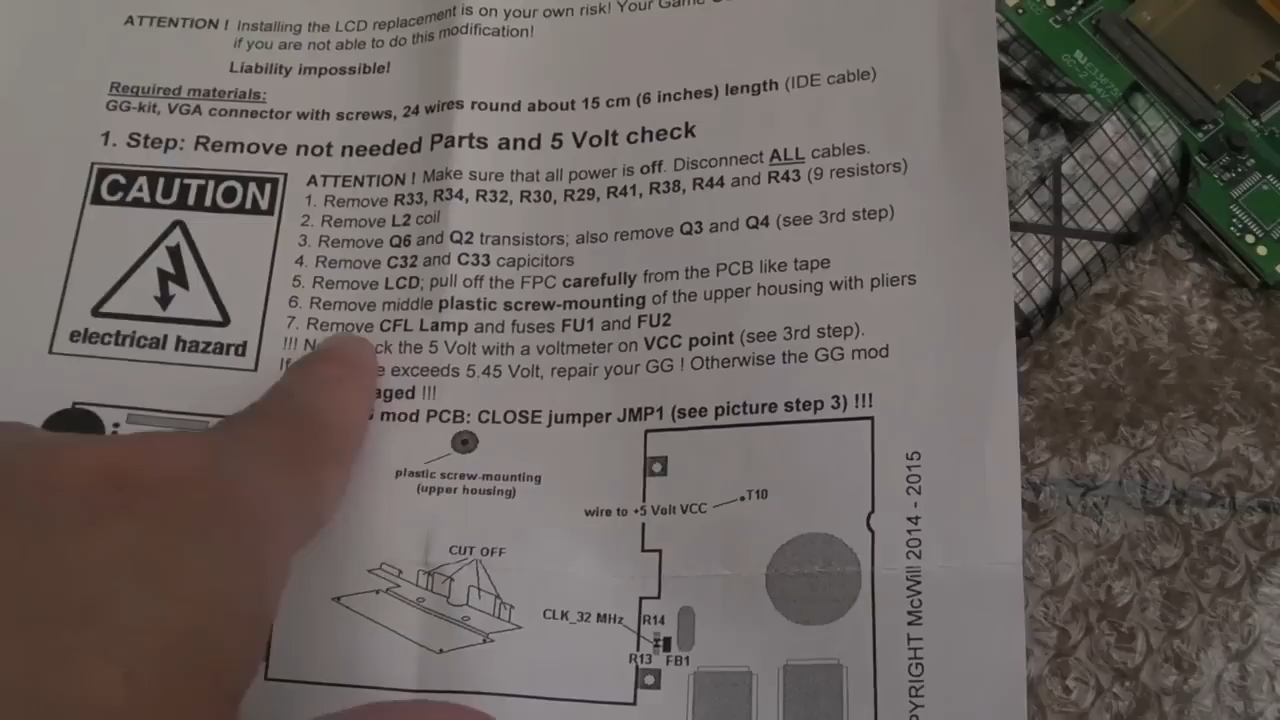 ATTENTION ! Installing the LCD replacement is on your own risk! Your Game
if you are not able to do this modification!
Liability impossible!
Required materials:
GG-kit, VGA connector with screws, 24 wires round about 15 cm (6 inches) length (IDE cable)
1. Step: Remove not needed Parts and 5 Volt check
CAUTION
electrical hazard
ATTENTION ! Make sure that all power is off. Disconnect ALL cables.
1. Remove R33, R34, R32, R30, R29, R41, R38, R44 and R43 (9 resistors)
2. Remove L2 coil
3. Remove Q6 and Q2 transistors; also remove Q3 and Q4 (see 3rd step)
4. Remove C32 and C33 capicitors
5. Remove LCD; pull off the FPC carefully from the PCB like tape
6. Remove middle plastic screw-mounting of the upper housing with pliers
7. Remove CFL Lamp and fuses FU1 and FU2
!!! the 5 Volt with a voltmeter on VCC point (see 3rd step).
exceeds 5.45 Volt, repair your GG ! Otherwise the GG mod
!!!
mod PCB: CLOSE jumper JMP1 (see picture step 3) !!!
plastic screw-mounting
(upper housing)
wire to +5 Volt VCC
T10
CUT OFF
CLK_32 MHz
R14
R13 FB1
McWill 2014 - 2015